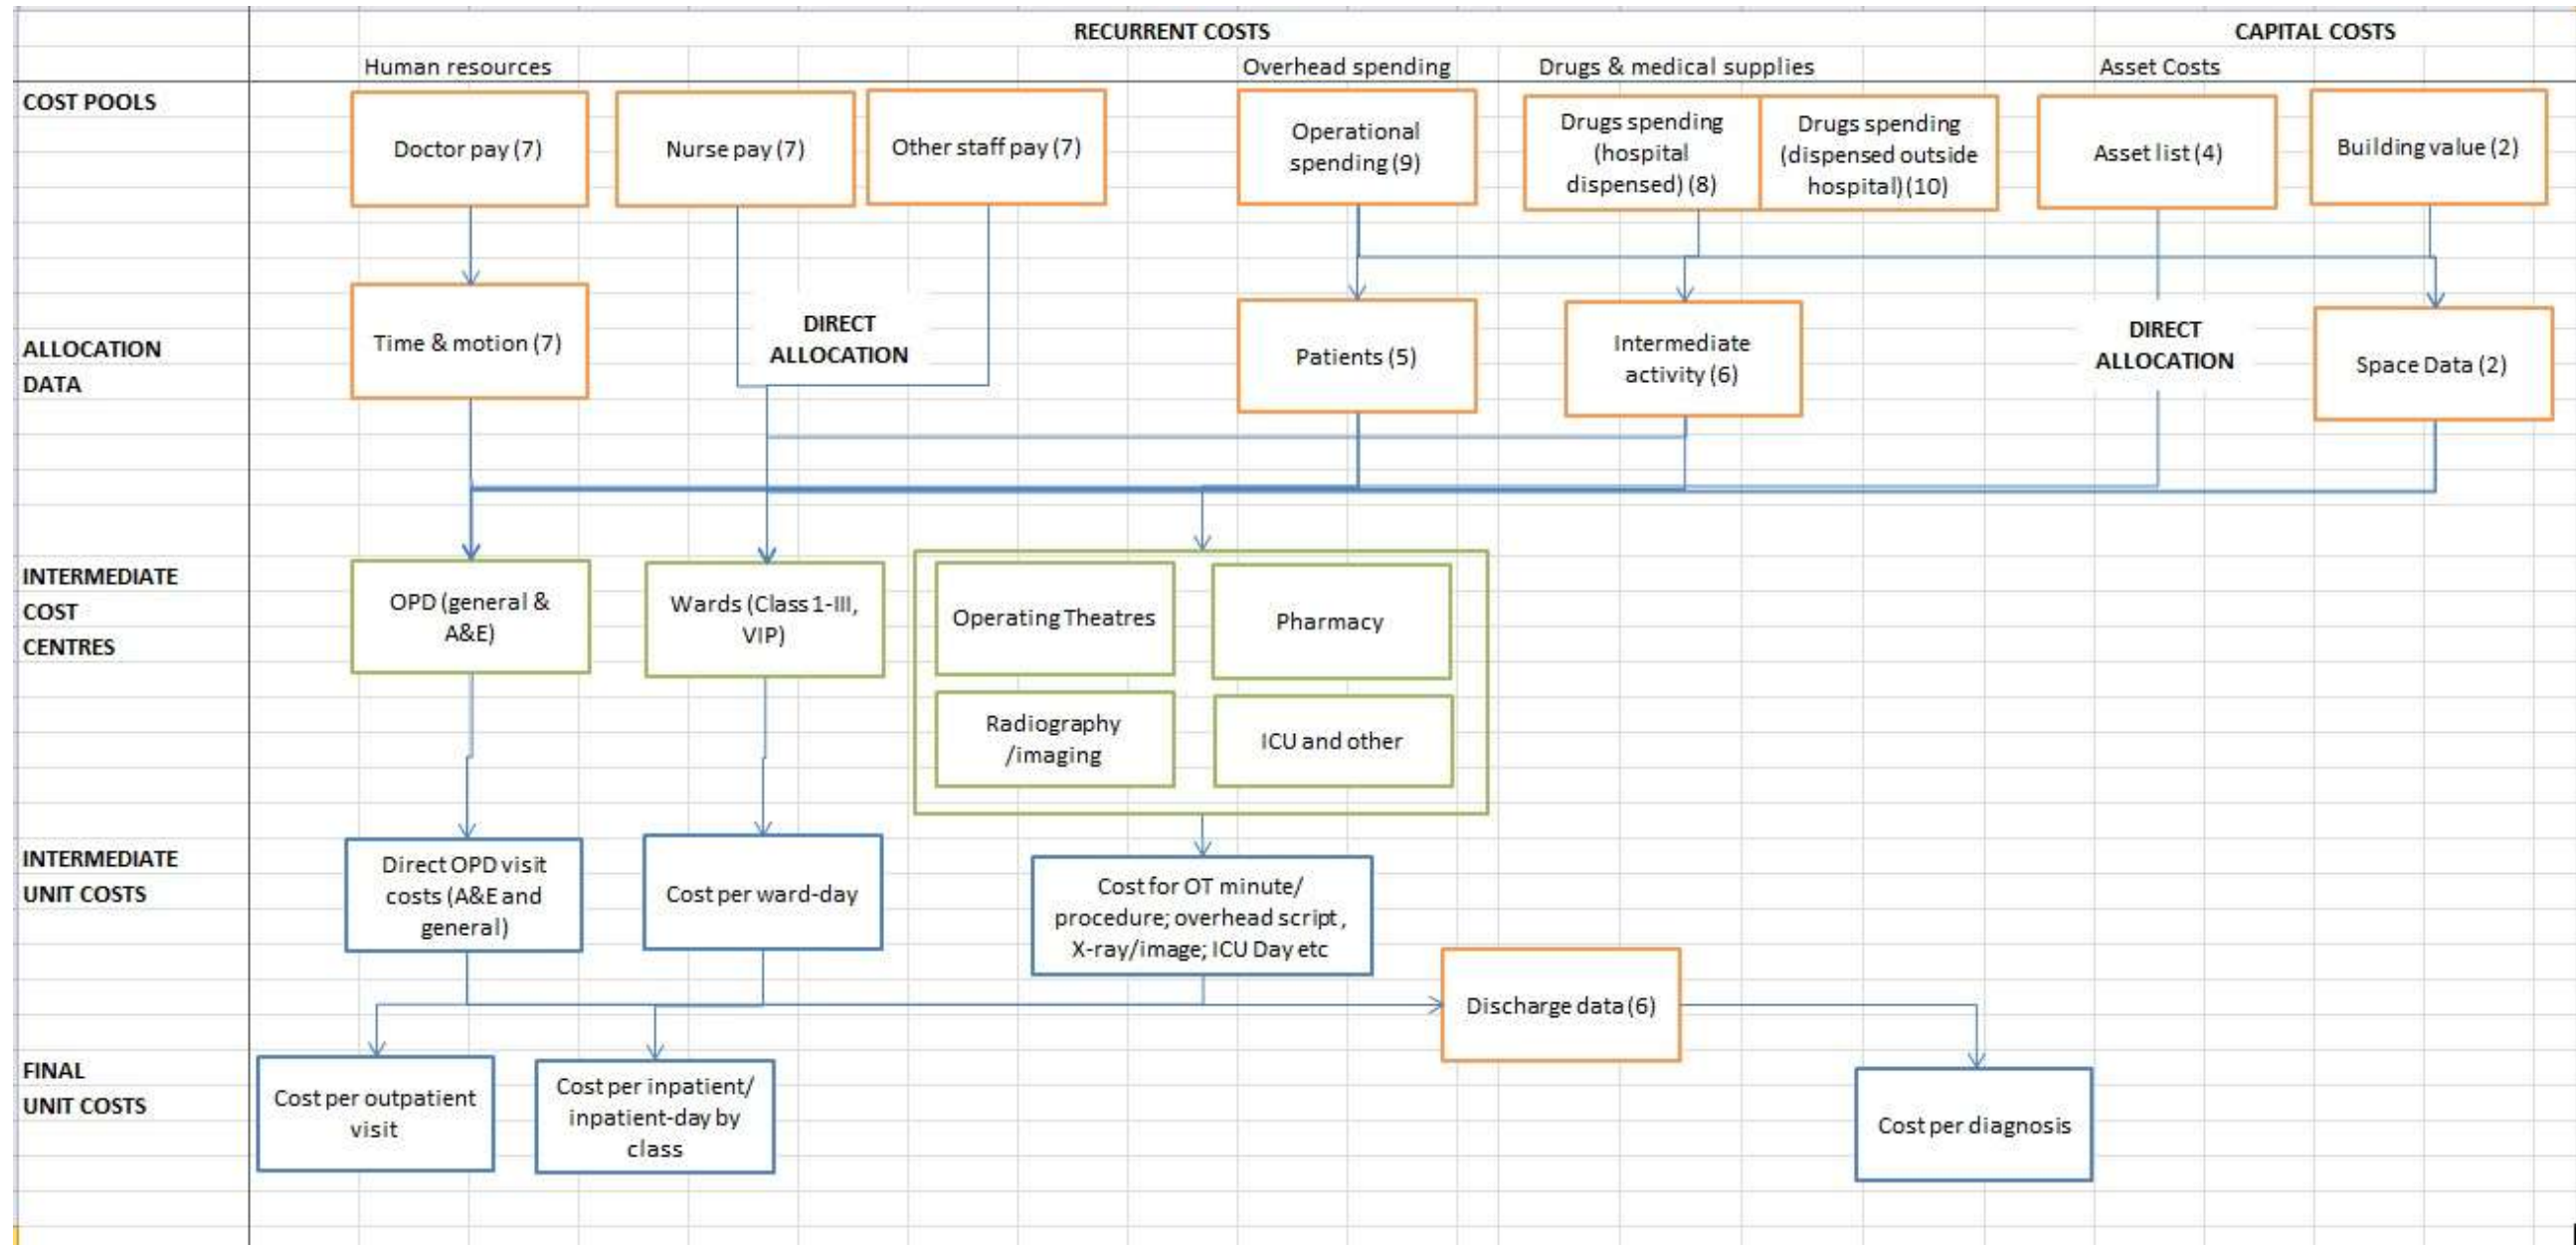 RECURRENT COSTS
CAPITAL COSTS
Human resources
Overhead spending
Drugs & medical supplies
Asset Costs
COST POOLS
Doctor pay (7)
Nurse pay (7)
Other staff pay (7)
Operational
spending (9)
Drugs spending
(hospital
dispensed) (8)
Drugs spending
(dispensed outside
hospital) (10)
Asset list (4)
Building value (2)
ALLOCATION
DATA
Time & motion (7)
DIRECT
ALLOCATION
Patients (5)
Intermediate
activity (6)
DIRECT
ALLOCATION
Space Data (2)
INTERMEDIATE
COST
CENTRES
OPD (general &
A&E)
Wards (Class 1-III,
VIP)
Operating Theatres
Pharmacy
Radiography
/imaging
ICU and other
INTERMEDIATE
UNIT COSTS
Direct OPD visit
costs (A&E and
general)
Cost per ward-day
Cost for OT minute/
procedure; overhead script ,
X-ray/image; ICU Day etc
Discharge data (6)
FINAL
UNIT COSTS
Cost per outpatient
visit
Cost per inpatient/
inpatient-day by
class
Cost per diagnosis